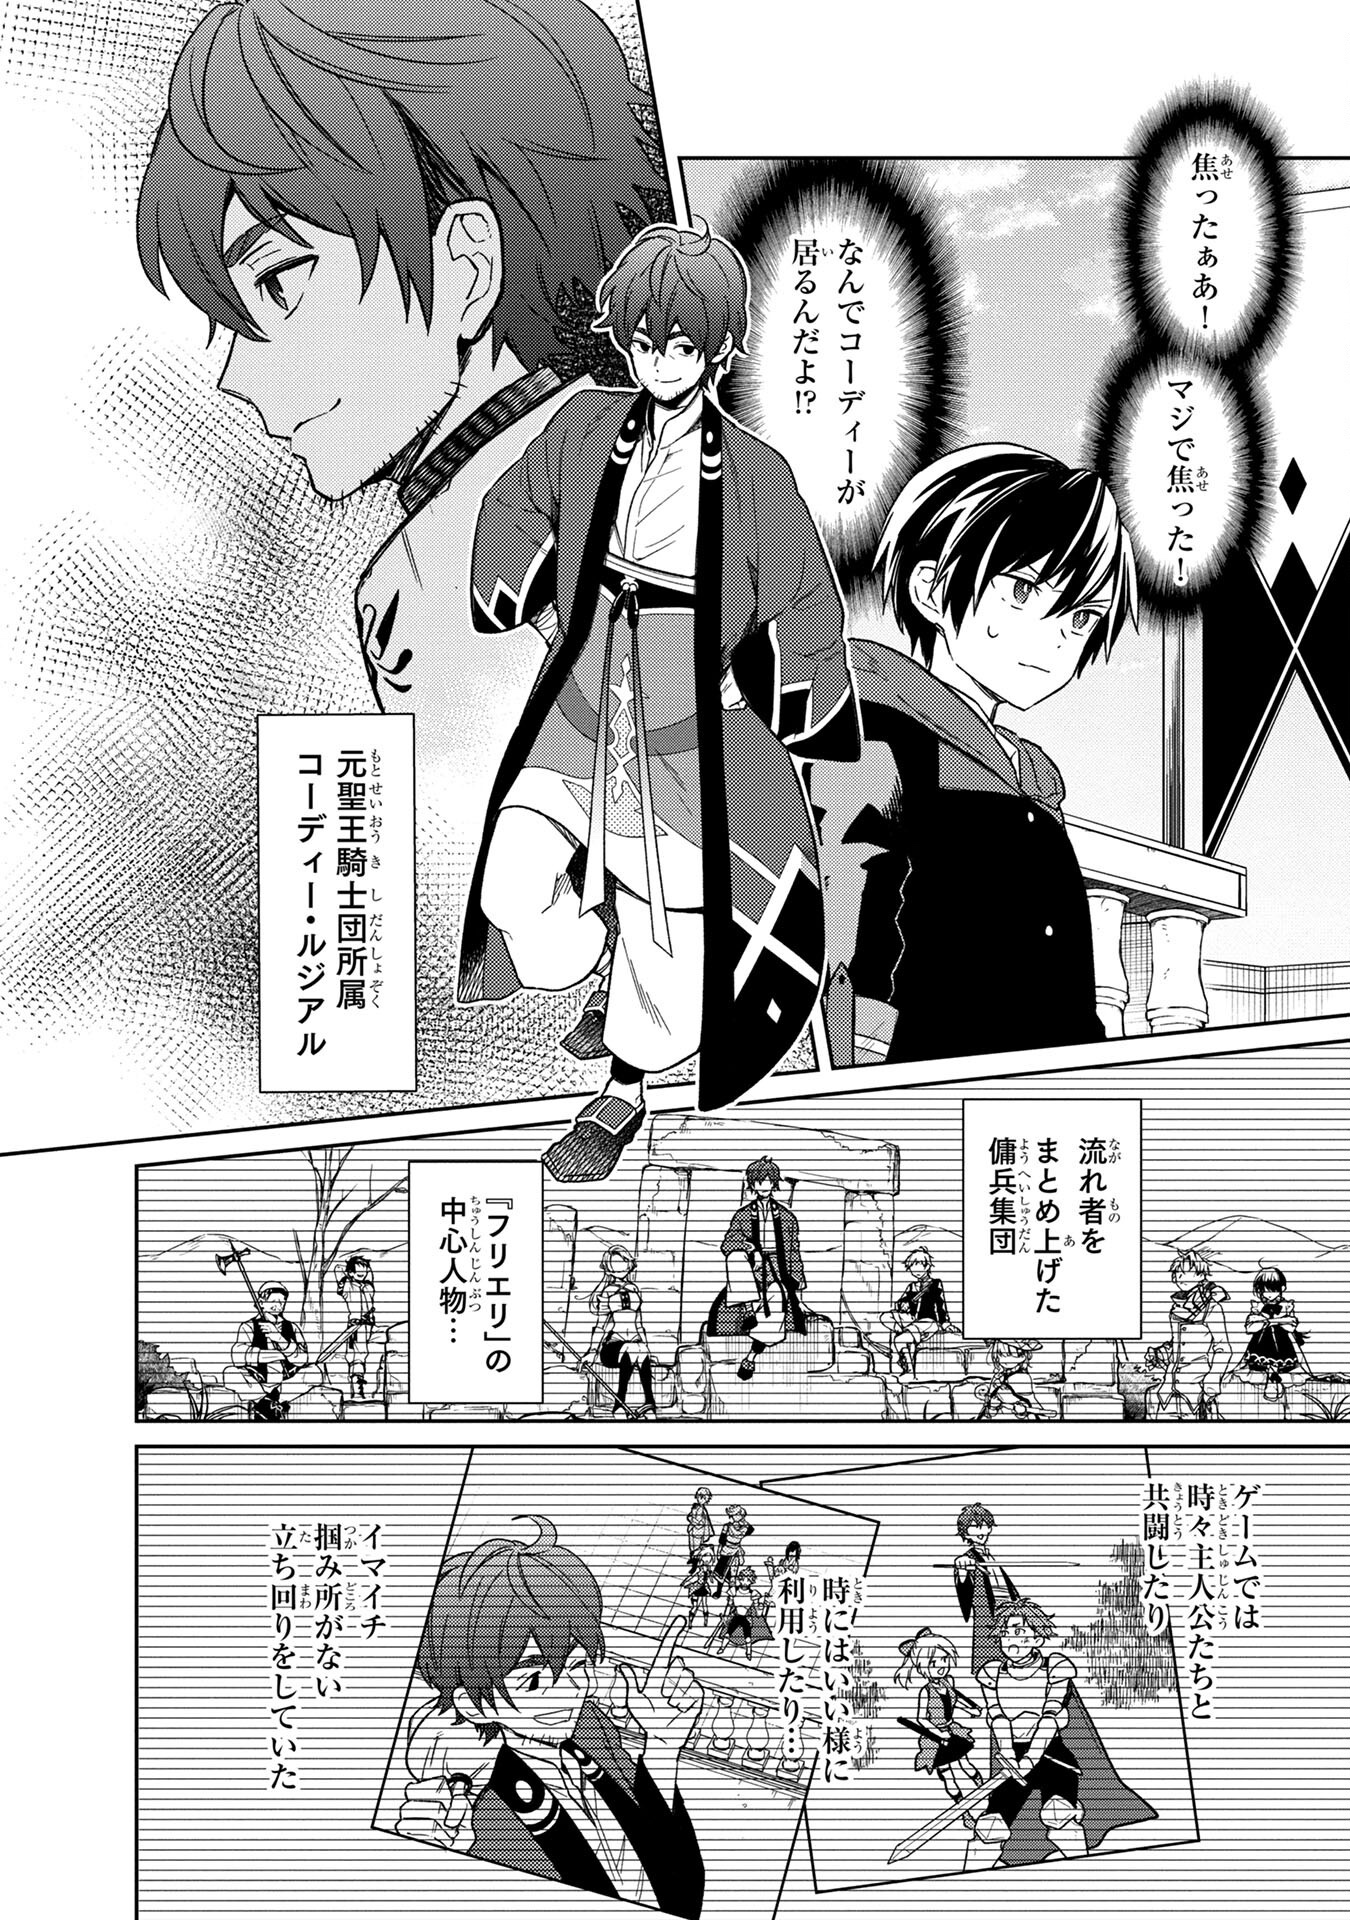 焦ったぁあ！
マジで焦った！
なんでコーディーが
居るんだよ!?
元聖王騎士団所属
コーディー・ルジアル
流れ者を
まとめ上げた
傭兵集団
『フリエリ」の
中心人物…
ゲームでは
時々主人公たちと
共闘したり
時にはいい様に
利用したり…
イマイチ
掴み所がない
立ち回りをしていた